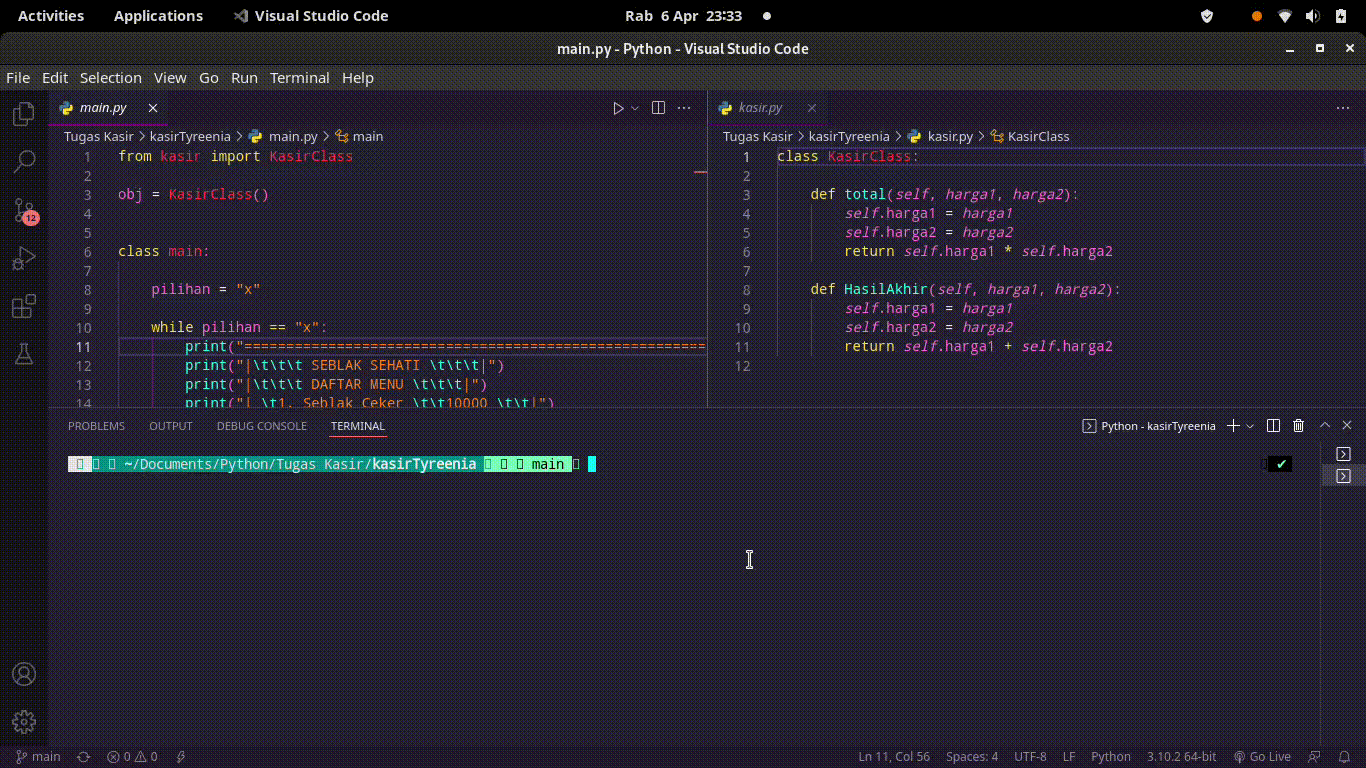 Activities Applications Visual Studio Code Rab 6 Apr 23:33
main.py - Python - Visual Studio Code
File Edit Selection View Go Run Terminal Help
main.py
Tugas Kasir > kasirTyreenia > main.py > main
1 from kasir import KasirClass
2
3 obj = KasirClass()
4
5
6 class main:
7
8 pilihan = "x"
9
10 while pilihan == "x":
11 print("=======================================================
12 print("|\t\t\t SEBLAK SEHATI \t\t\t|")
13 print("|\t\t\t DAFTAR MENU \t\t\t|")
14 print("| \t1. Seblak Ceker \t\t10000 \t\t|")
kasir.py
Tugas Kasir > kasirTyreenia > kasir.py > KasirClass
1 class KasirClass:
2
3 def total(self, harga1, harga2):
4 self.harga1 = harga1
5 self.harga2 = harga2
6 return self.harga1 * self.harga2
7
8 def HasilAkhir(self, harga1, harga2):
9 self.harga1 = harga1
10 self.harga2 = harga2
11 return self.harga1 + self.harga2
12
PROBLEMS OUTPUT DEBUG CONSOLE TERMINAL Python - kasirTyreenia
~/Documents/Python/Tugas Kasir/kasirTyreenia main ✔
12
main 0 0 Ln 11, Col 56 Spaces: 4 UTF-8 LF Python 3.10.2 64-bit Go Live